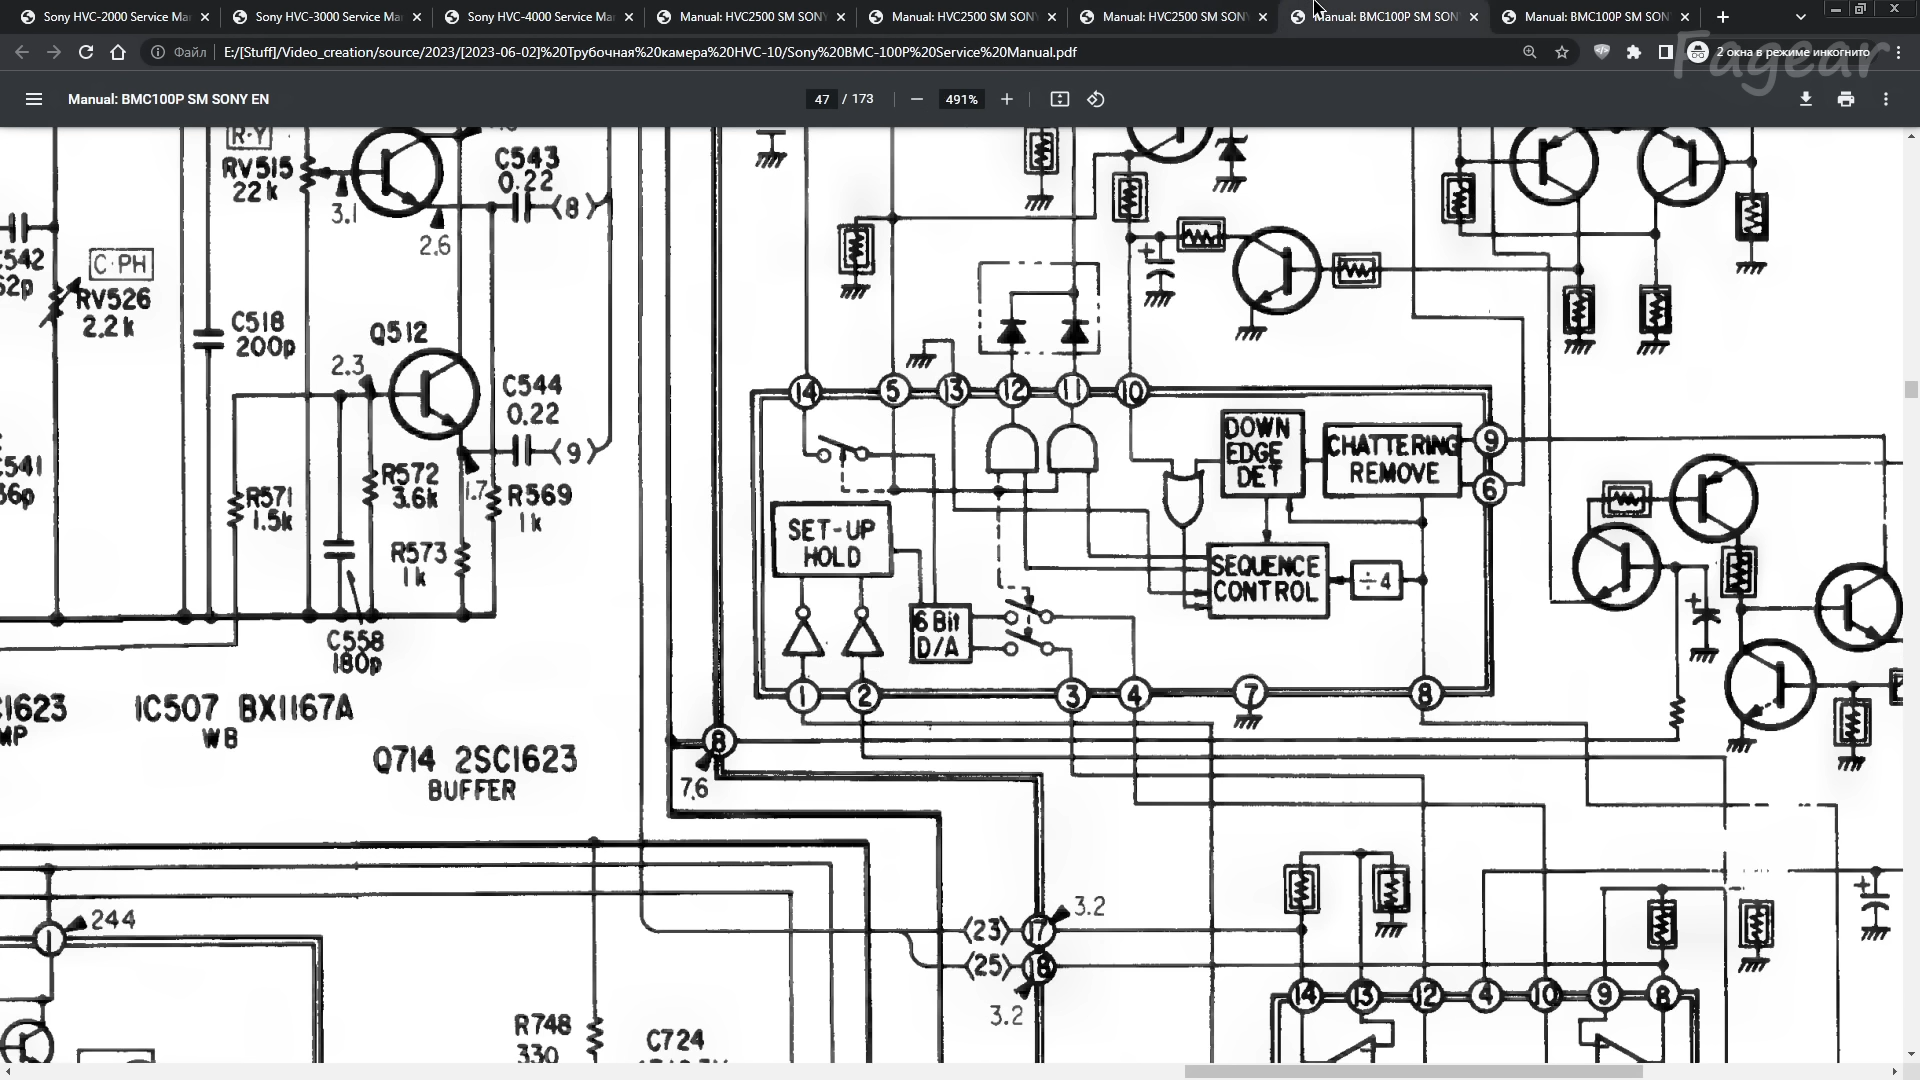 Sony HVC-2000 Service Ma
Sony HVC-3000 Service Ma
Sony HVC-4000 Service Ma
Manual: HVC2500 SM SON
Manual: HVC2500 SM SON
Manual: HVC2500 SM SON
Manual: BMC100P SM SON
Manual: BMC100P SM SON
Файл
E:/[Stuff]/Video_creation/source/2023/[2023-06-02]%20Трубочная%20камера%20HVC-10/Sony%20BMC-100P%20Service%20Manual.pdf
2 окна в режиме инкогнито
Fagear
Manual: BMC100P SM SONY EN
47 / 173
491%
R-Y
RV515
22k
3.1
2.6
C543
0.22
(8)
C542
62p
C·PH
RV526
2.2k
C518
200p
Q512
2.3
C544
0.22
(9)
C541
R571
1.5k
R572
3.6k
1.7
R569
1k
R573
1k
C558
180p
C1623
MP
IC507 BX1167A
WB
Q714 2SC1623
BUFFER
14
5
13
12
11
10
DOWN
EDGE
DET
CHATTERING
REMOVE
9
6
SET-UP
HOLD
SEQUENCE
CONTROL
÷4
6 Bit
D/A
1
2
3
4
7
8
8
7.6
244
1
(23)
17
3.2
(25)
18
3.2
R748
330
C724
14
13
12
4
10
9
8